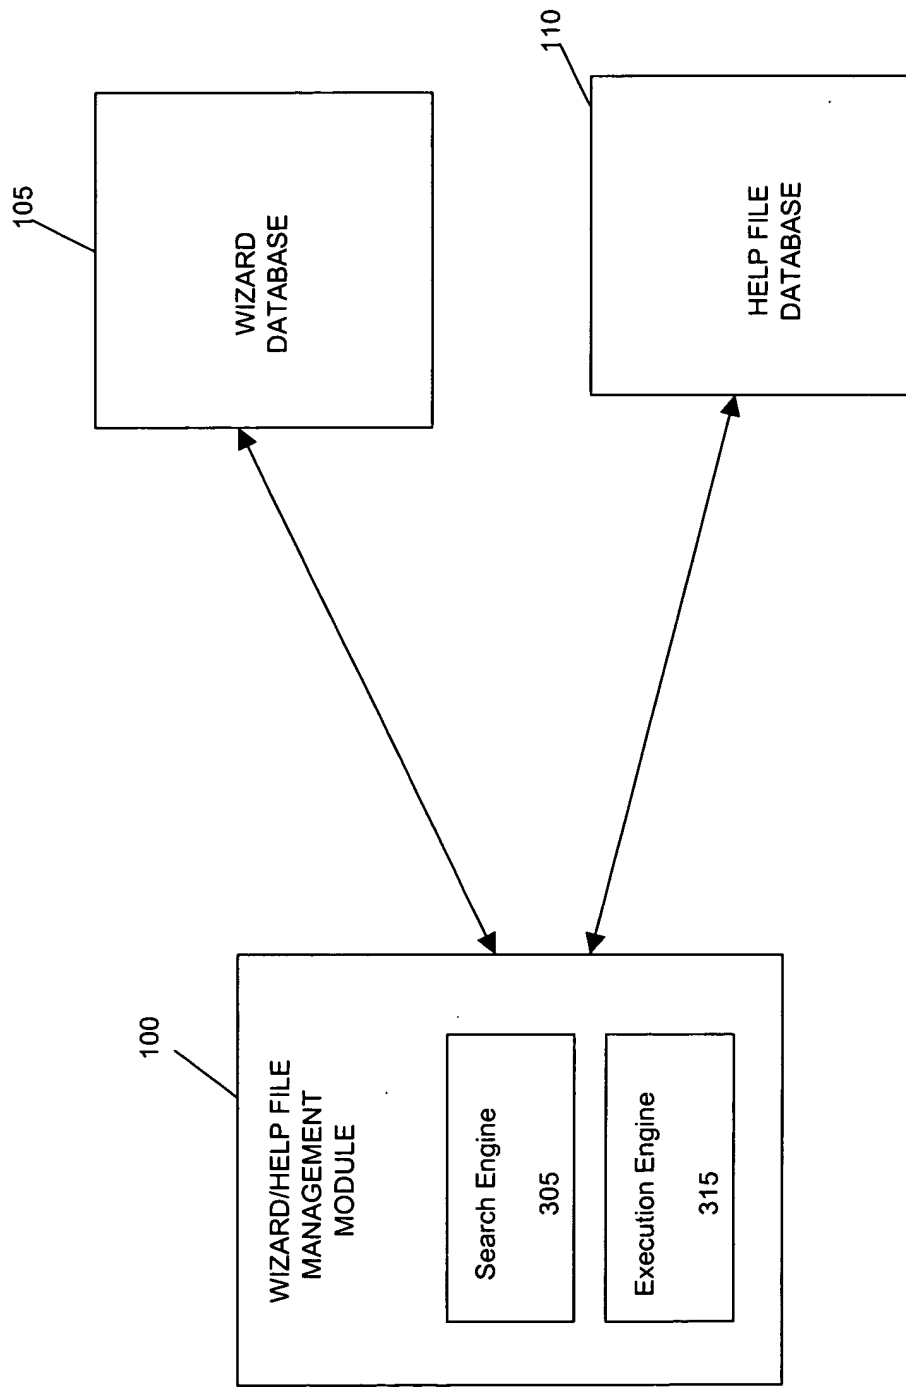 100
WIZARD/HELP FILE
MANAGEMENT
MODULE
Search Engine
305
Execution Engine
315
105
WIZARD
DATABASE
110
HELP FILE
DATABASE